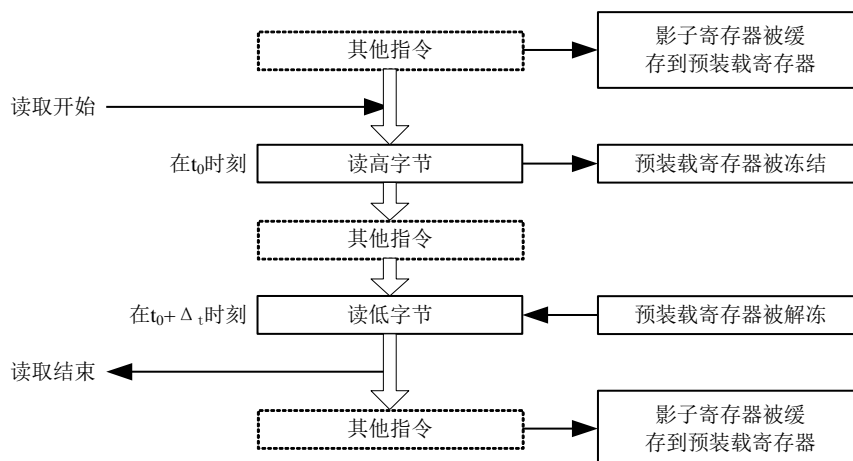 其他指令
影子寄存器被缓
存到预装载寄存器
读取开始
在t₀时刻
读高字节
预装载寄存器被冻结
其他指令
在t₀+Δₜ时刻
读低字节
预装载寄存器被解冻
读取结束
其他指令
影子寄存器被缓
存到预装载寄存器